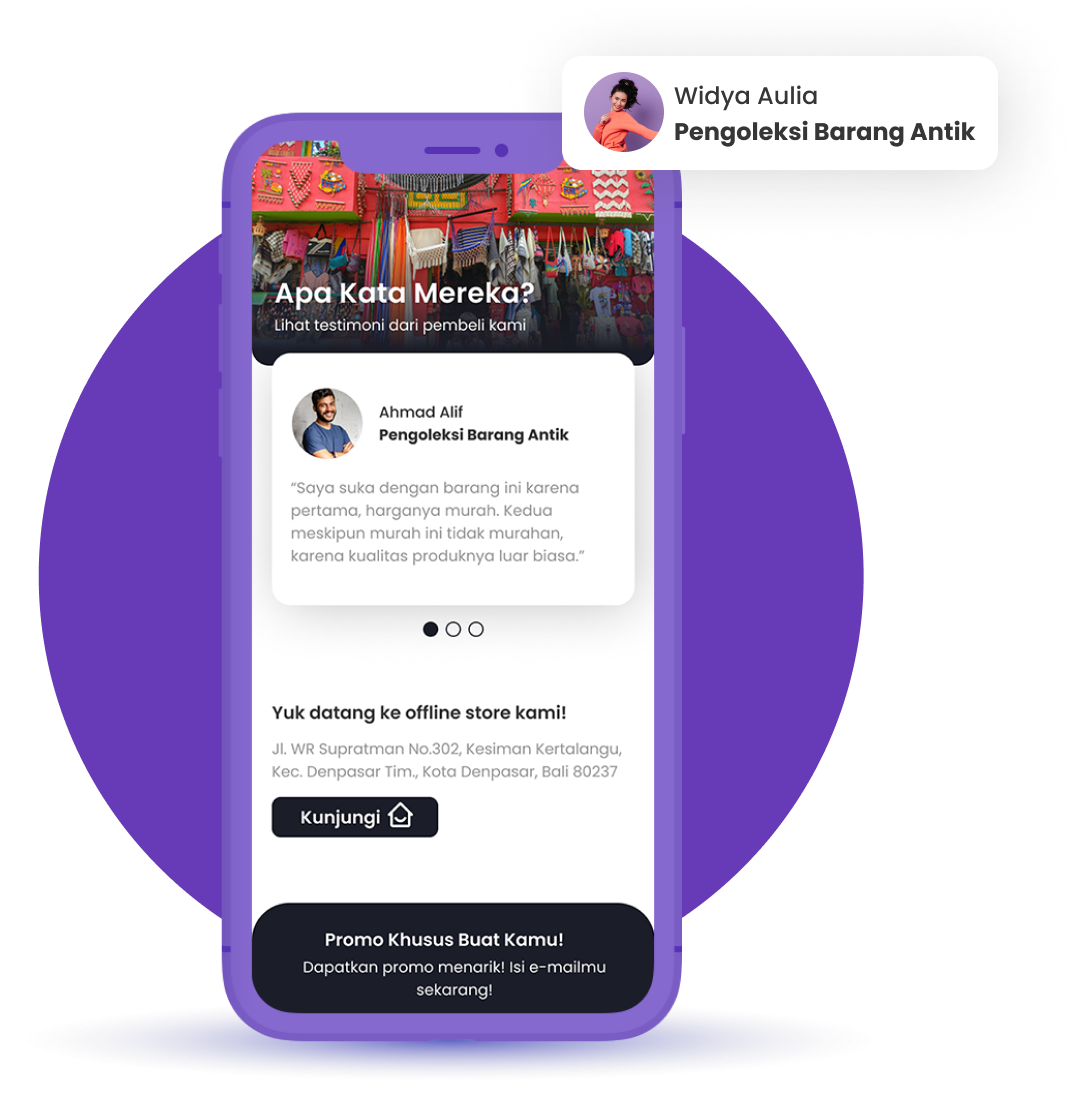 Widya Aulia
Pengoleksi Barang Antik
Apa Kata Mereka?
Lihat testimoni dari pembeli kami
Ahmad Alif
Pengoleksi Barang Antik
“Saya suka dengan barang ini karena
pertama, harganya murah. Kedua
meskipun murah ini tidak murahan,
karena kualitas produknya luar biasa.”
Yuk datang ke offline store kami!
Jl. WR Supratman No.302, Kesiman Kertalangu,
Kec. Denpasar Tim., Kota Denpasar, Bali 80237
Kunjungi
Promo Khusus Buat Kamu!
Dapatkan promo menarik! Isi e-mailmu
sekarang!